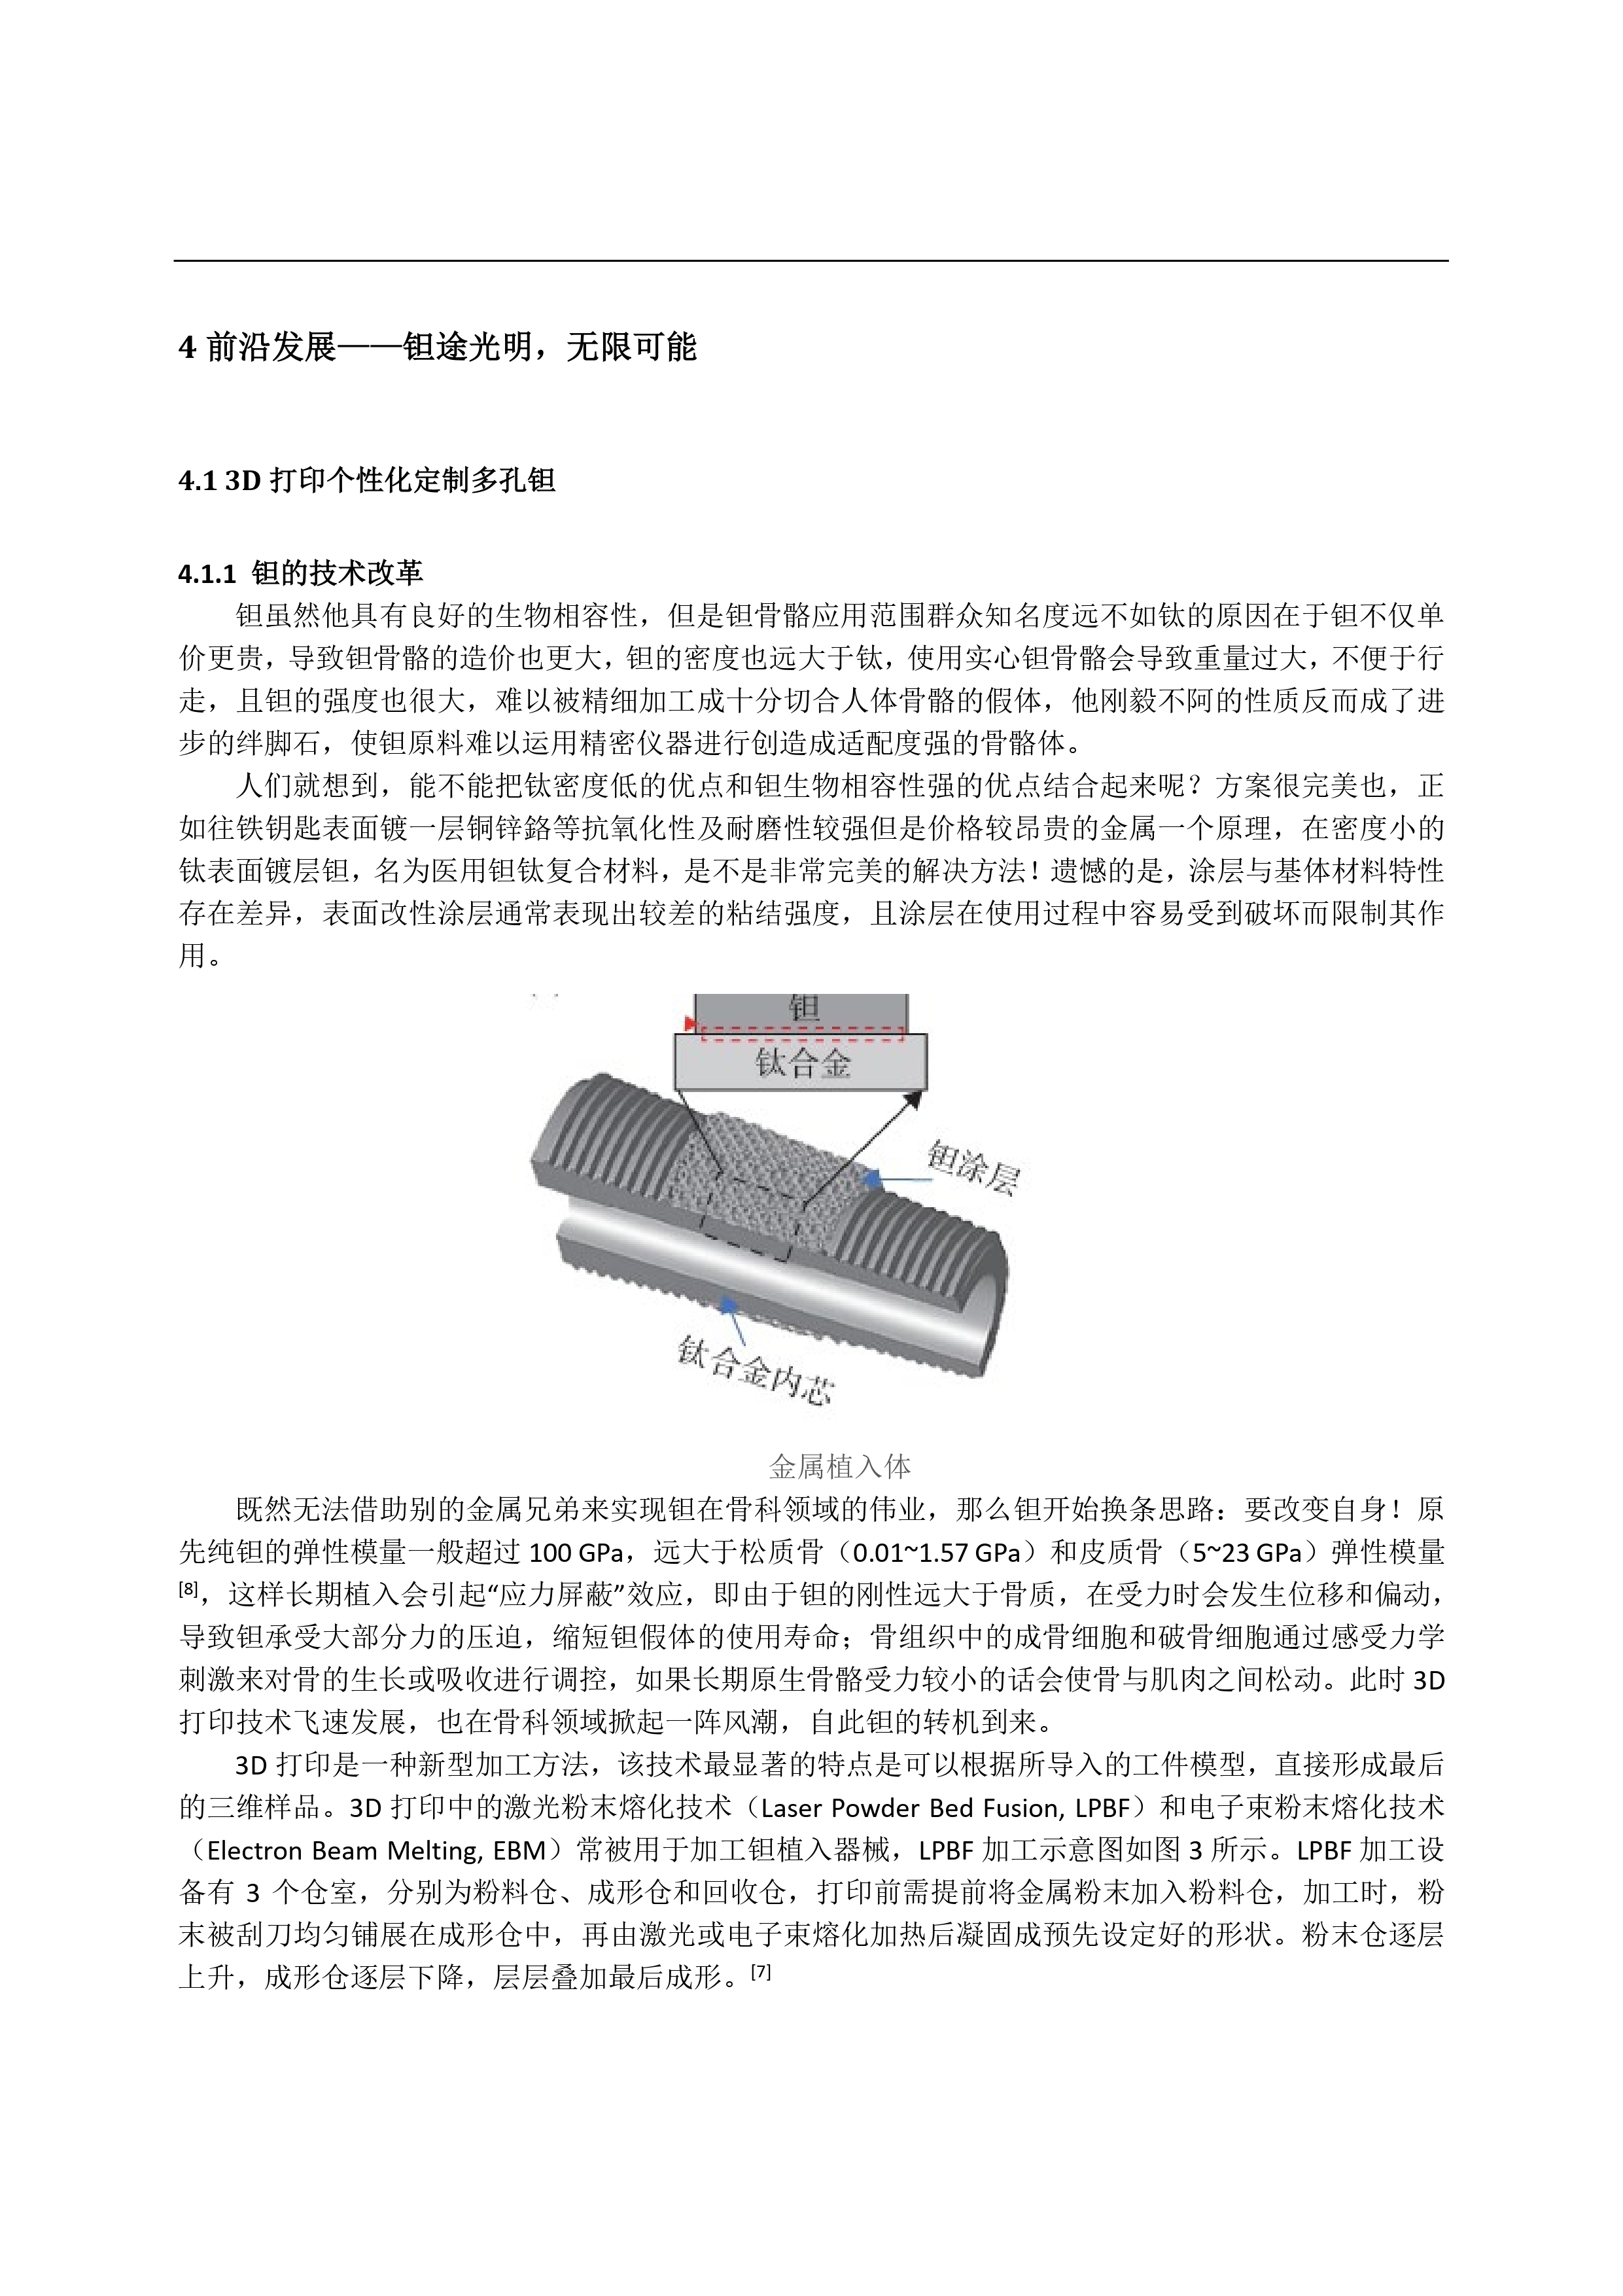 4 前沿发展——钽途光明，无限可能
4.1 3D 打印个性化定制多孔钽
4.1.1 钽的技术改革
钽虽然他具有良好的生物相容性，但是钽骨骼应用范围群众知名度远不如钛的原因在于钽不仅单
价更贵，导致钽骨骼的造价也更大，钽的密度也远大于钛，使用实心钽骨骼会导致重量过大，不便于行
走，且钽的强度也很大，难以被精细加工成十分切合人体骨骼的假体，他刚毅不阿的性质反而成了进
步的绊脚石，使钽原料难以运用精密仪器进行创造成适配度强的骨骼体。
人们就想到，能不能把钛密度低的优点和钽生物相容性强的优点结合起来呢？方案很完美也，正
如往铁钥匙表面镀一层铜锌鉻等抗氧化性及耐磨性较强但是价格较昂贵的金属一个原理，在密度小的
钛表面镀层钽，名为医用钽钛复合材料，是不是非常完美的解决方法！遗憾的是，涂层与基体材料特性
存在差异，表面改性涂层通常表现出较差的粘结强度，且涂层在使用过程中容易受到破坏而限制其作
用。
钽
钛合金
钽涂层
钛合金内芯
金属植入体
既然无法借助别的金属兄弟来实现钽在骨科领域的伟业，那么钽开始换条思路：要改变自身！原
先纯钽的弹性模量一般超过 100 GPa，远大于松质骨（0.01~1.57 GPa）和皮质骨（5~23 GPa）弹性模量
[8]，这样长期植入会引起“应力屏蔽”效应，即由于钽的刚性远大于骨质，在受力时会发生位移和偏动，
导致钽承受大部分力的压迫，缩短钽假体的使用寿命；骨组织中的成骨细胞和破骨细胞通过感受力学
刺激来对骨的生长或吸收进行调控，如果长期原生骨骼受力较小的话会使骨与肌肉之间松动。此时 3D
打印技术飞速发展，也在骨科领域掀起一阵风潮，自此钽的转机到来。
3D 打印是一种新型加工方法，该技术最显著的特点是可以根据所导入的工件模型，直接形成最后
的三维样品。3D 打印中的激光粉末熔化技术（Laser Powder Bed Fusion, LPBF）和电子束粉末熔化技术
（Electron Beam Melting, EBM）常被用于加工钽植入器械，LPBF 加工示意图如图 3 所示。LPBF 加工设
备有 3 个仓室，分别为粉料仓、成形仓和回收仓，打印前需提前将金属粉末加入粉料仓，加工时，粉
末被刮刀均匀铺展在成形仓中，再由激光或电子束熔化加热后凝固成预先设定好的形状。粉末仓逐层
上升，成形仓逐层下降，层层叠加最后成形。[7]